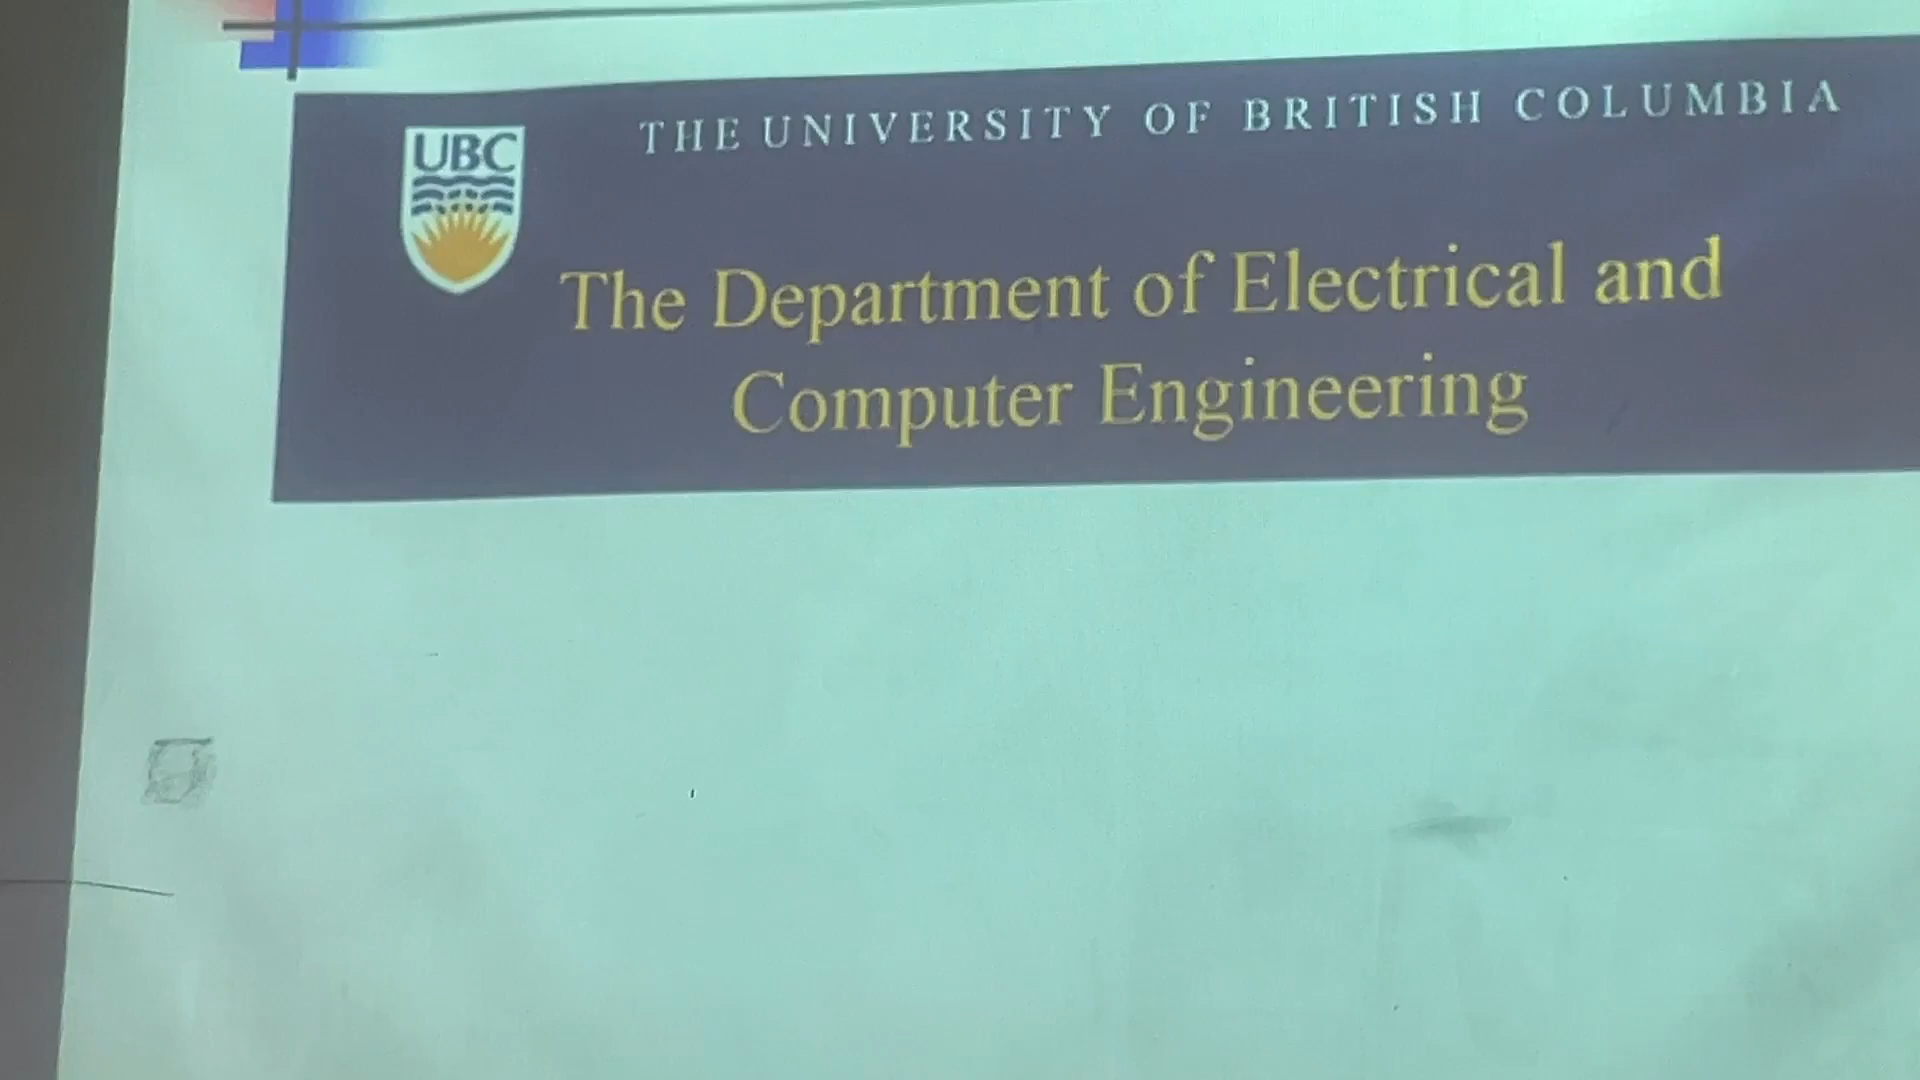 THE UNIVERSITY OF BRITISH COLUMBIA
UBC
The Department of Electrical and
Computer Engineering